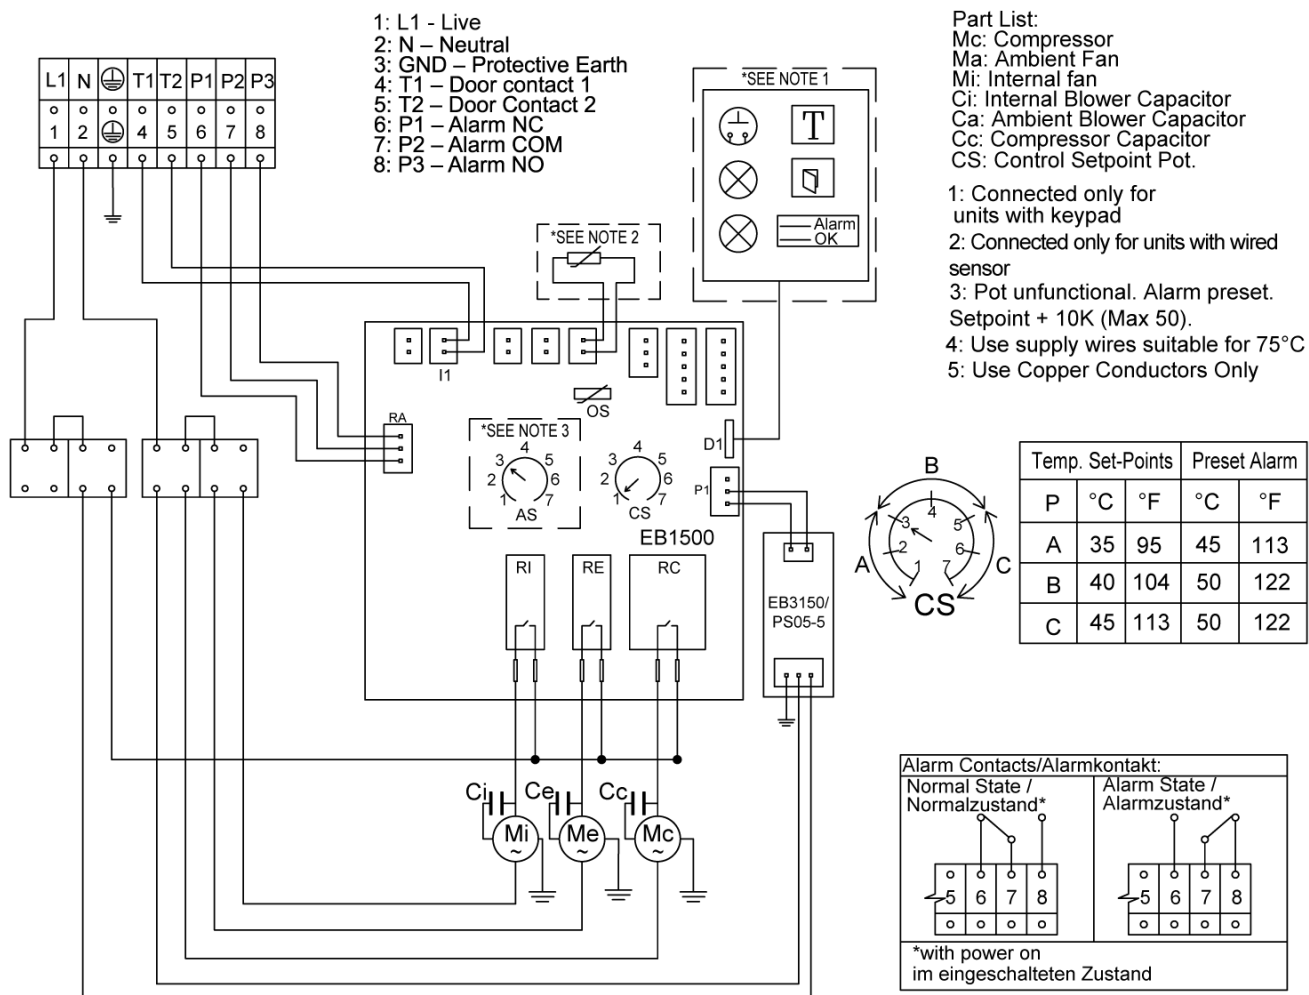 1: L1 - Live
2: N – Neutral
3: GND – Protective Earth
4: T1 – Door contact 1
5: T2 – Door Contact 2
6: P1 – Alarm NC
7: P2 – Alarm COM
8: P3 – Alarm NO
L1 N T1 T2 P1 P2 P3
1 2 4 5 6 7 8
*SEE NOTE 1
T
Alarm
OK
Part List:
Mc: Compressor
Ma: Ambient Fan
Mi: Internal fan
Ci: Internal Blower Capacitor
Ca: Ambient Blower Capacitor
Cc: Compressor Capacitor
CS: Control Setpoint Pot.
1: Connected only for
units with keypad
2: Connected only for units with wired
sensor
3: Pot unfunctional. Alarm preset.
Setpoint + 10K (Max 50).
4: Use supply wires suitable for 75°C
5: Use Copper Conductors Only
*SEE NOTE 2
I1
OS
RA
*SEE NOTE 3
1 2 3 4 5 6 7
AS
1 2 3 4 5 6 7
CS
D1
P1
EB1500
RI RE RC
EB3150/
PS05-5
Ci Ce Cc
Mi Me Mc
~ ~ ~
A B C
1 2 3 4 5 6 7
CS
Temp. Set-Points Preset Alarm
P °C °F °C °F
A 35 95 45 113
B 40 104 50 122
C 45 113 50 122
Alarm Contacts/Alarmkontakt:
Normal State /
Normalzustand*
5 6 7 8
Alarm State /
Alarmzustand*
5 6 7 8
*with power on
im eingeschalteten Zustand